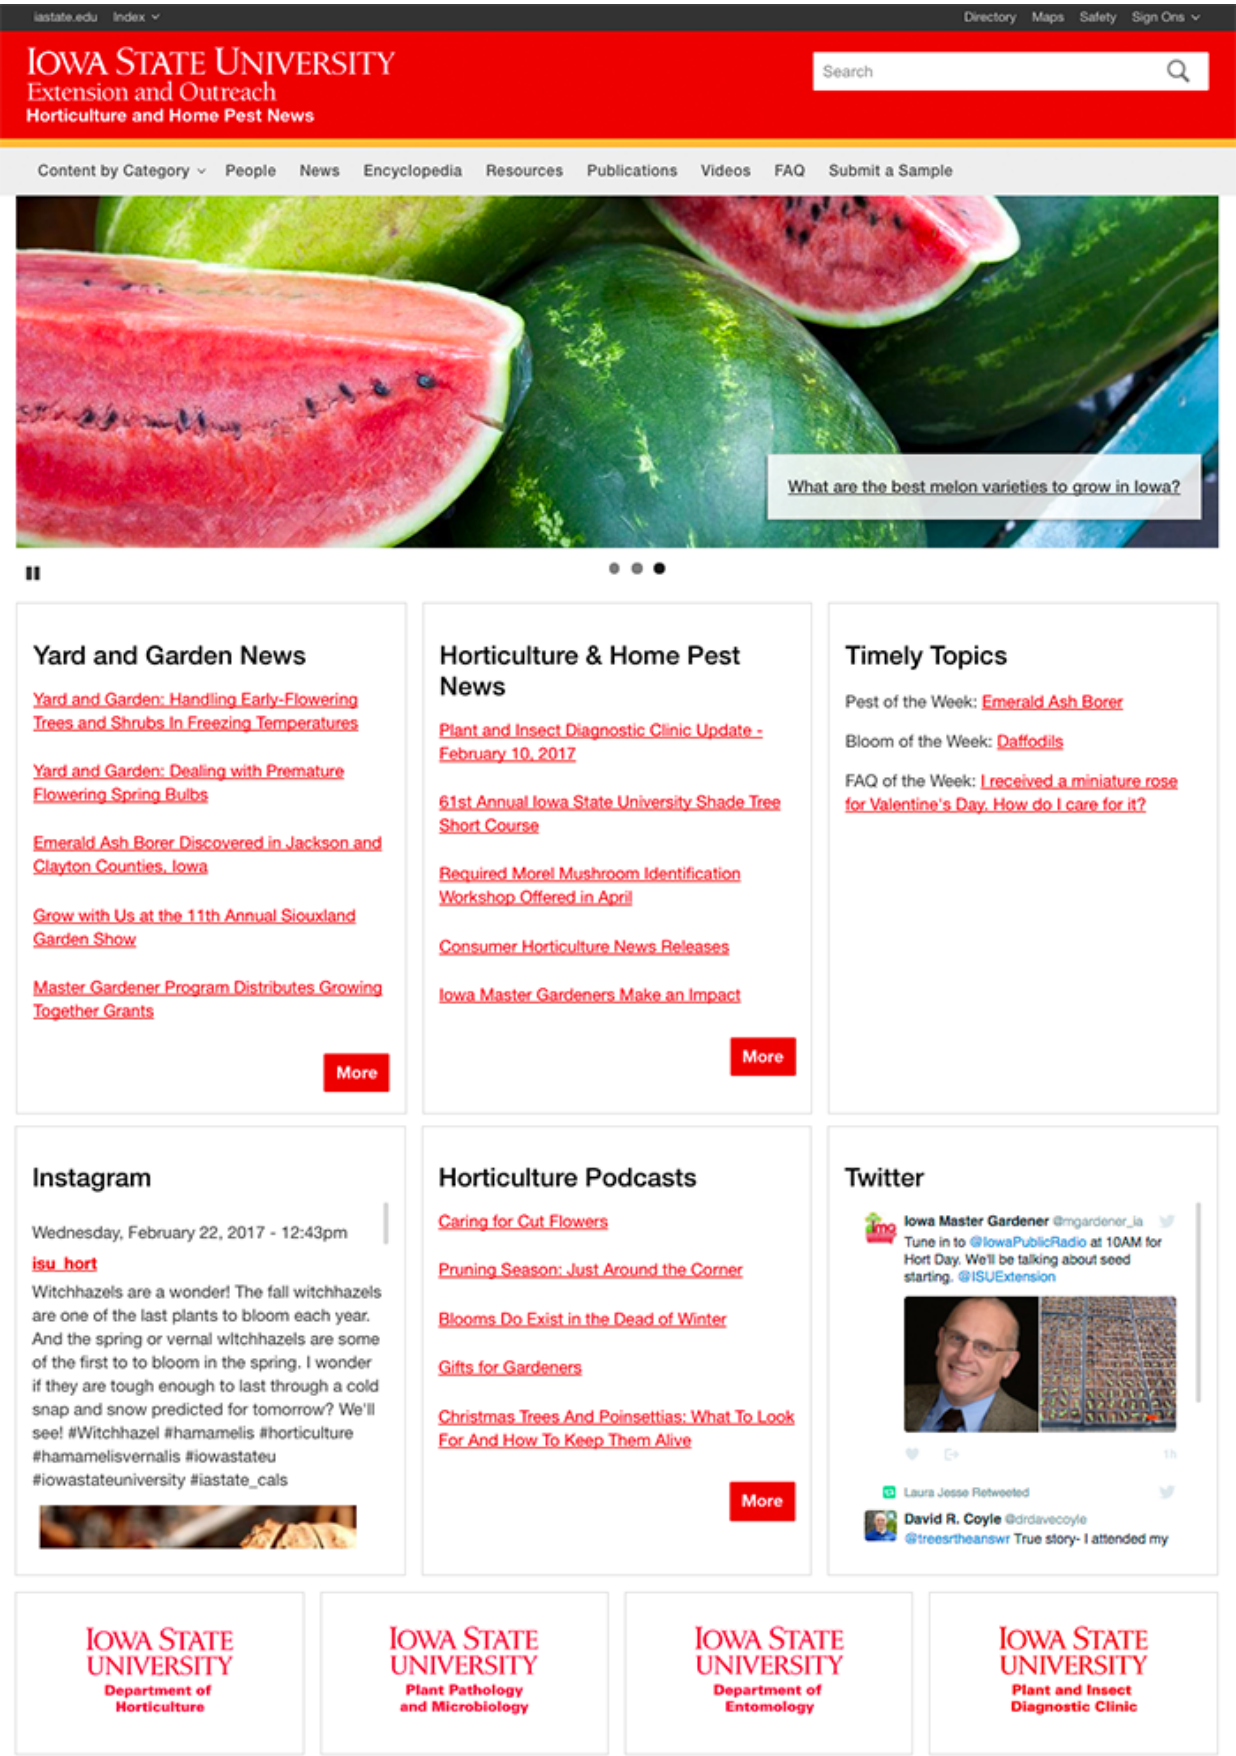 iastate.edu Index
Directory Maps Safety Sign Ons
IOWA STATE UNIVERSITY
Extension and Outreach
Horticulture and Home Pest News
Search
Content by Category People News Encyclopedia Resources Publications Videos FAQ Submit a Sample
What are the best melon varieties to grow in Iowa?
Yard and Garden News
Yard and Garden: Handling Early-Flowering
Trees and Shrubs In Freezing Temperatures
Yard and Garden: Dealing with Premature
Flowering Spring Bulbs
Emerald Ash Borer Discovered in Jackson and
Clayton Counties, Iowa
Grow with Us at the 11th Annual Siouxland
Garden Show
Master Gardener Program Distributes Growing
Together Grants
More
Horticulture & Home Pest
News
Plant and Insect Diagnostic Clinic Update -
February 10, 2017
61st Annual Iowa State University Shade Tree
Short Course
Required Morel Mushroom Identification
Workshop Offered in April
Consumer Horticulture News Releases
Iowa Master Gardeners Make an Impact
More
Timely Topics
Pest of the Week: Emerald Ash Borer
Bloom of the Week: Daffodils
FAQ of the Week: I received a miniature rose
for Valentine's Day. How do I care for it?
Instagram
Wednesday, February 22, 2017 - 12:43pm
isu_hort
Witchhazels are a wonder! The fall witchhazels
are one of the last plants to bloom each year.
And the spring or vernal wltchhazels are some
of the first to to bloom in the spring. I wonder
if they are tough enough to last through a cold
snap and snow predicted for tomorrow? We'll
see! #Witchhazel #hamamelis #horticulture
#hamamelisvernalis #iowastateu
#iowastateuniversity #iastate_cals
Horticulture Podcasts
Caring for Cut Flowers
Pruning Season: Just Around the Corner
Blooms Do Exist in the Dead of Winter
Gifts for Gardeners
Christmas Trees And Poinsettias: What To Look
For And How To Keep Them Alive
More
Twitter
img
Iowa Master Gardener @mgardener_ia
Tune in to @IowaPublicRadio at 10AM for
Hort Day. We'll be talking about seed
starting. @ISUExtension
1h
Laura Jesse Retweeted
David R. Coyle @drdavecoyle
@treesrtheanswr True story- I attended my
IOWA STATE
UNIVERSITY
Department of
Horticulture
IOWA STATE
UNIVERSITY
Plant Pathology
and Microbiology
IOWA STATE
UNIVERSITY
Department of
Entomology
IOWA STATE
UNIVERSITY
Plant and Insect
Diagnostic Clinic